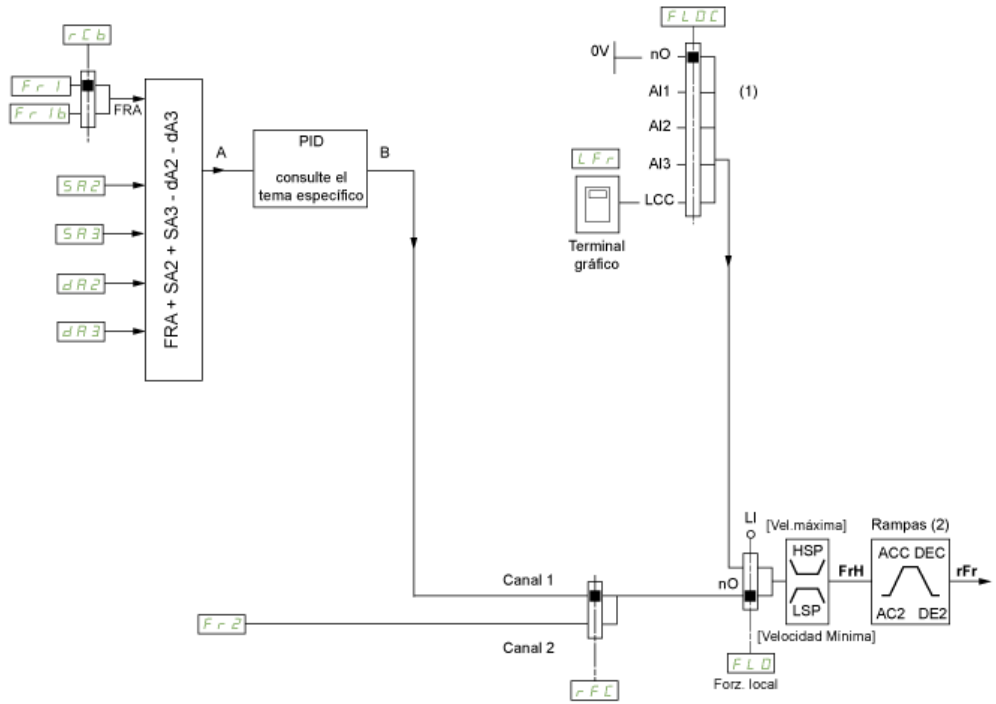 rCb
Fr1
Fr1b
FRA
SA2
SA3
dA2
dA3
FRA + SA2 + SA3 - dA2 - dA3
A
PID
consulte el
tema específico
B
FLOC
0V
nO
AI1
(1)
AI2
AI3
LFr
LCC
Terminal
gráfico
LI
[Vel.máxima]
Rampas (2)
HSP
ACC DEC
Canal 1
nO
FrH
rFr
LSP
AC2 DE2
Fr2
[Velocidad Mínima]
Canal 2
FLO
Forz. local
rFC